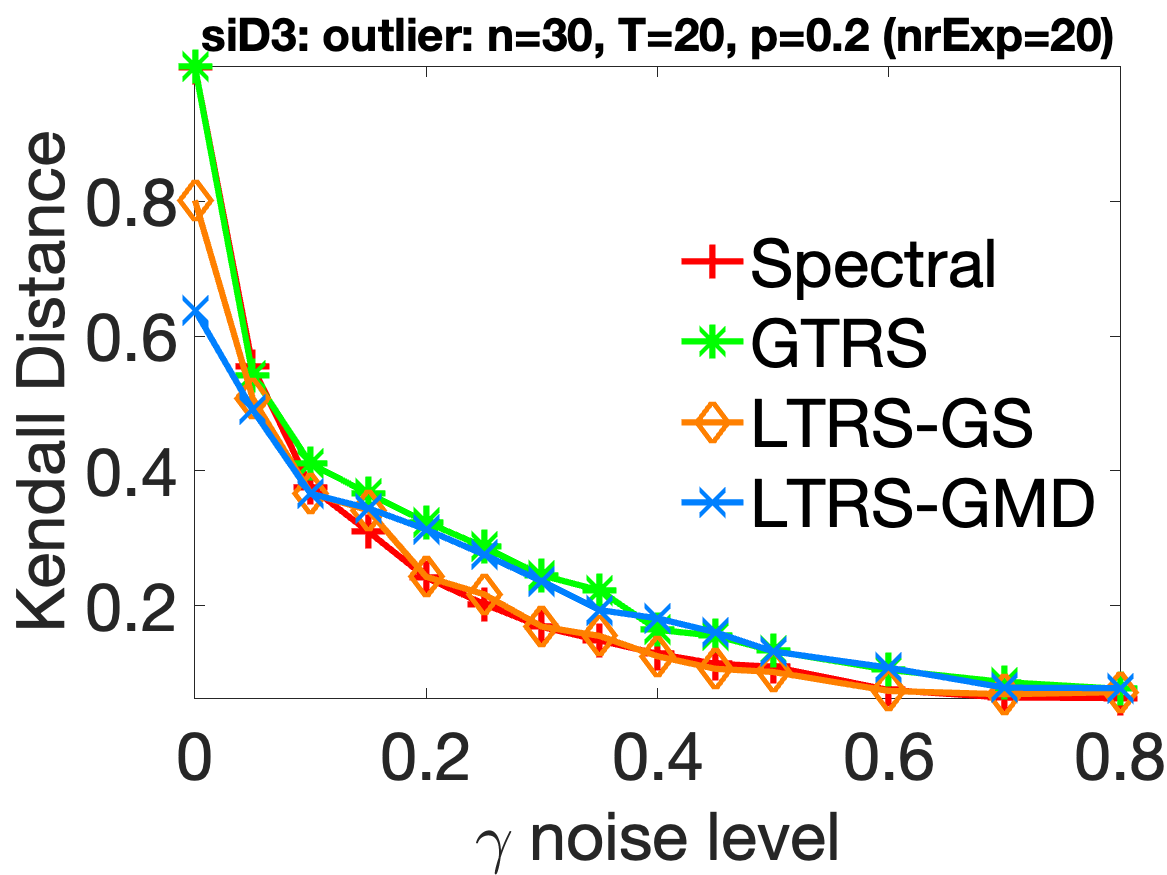 siD3: outlier: n=30, T=20, p=0.2 (nrExp=20)
Kendall Distance
0.8
0.6
0.4
0.2
Spectral
GTRS
LTRS-GS
LTRS-GMD
0 0.2 0.4 0.6 0.8
γ noise level